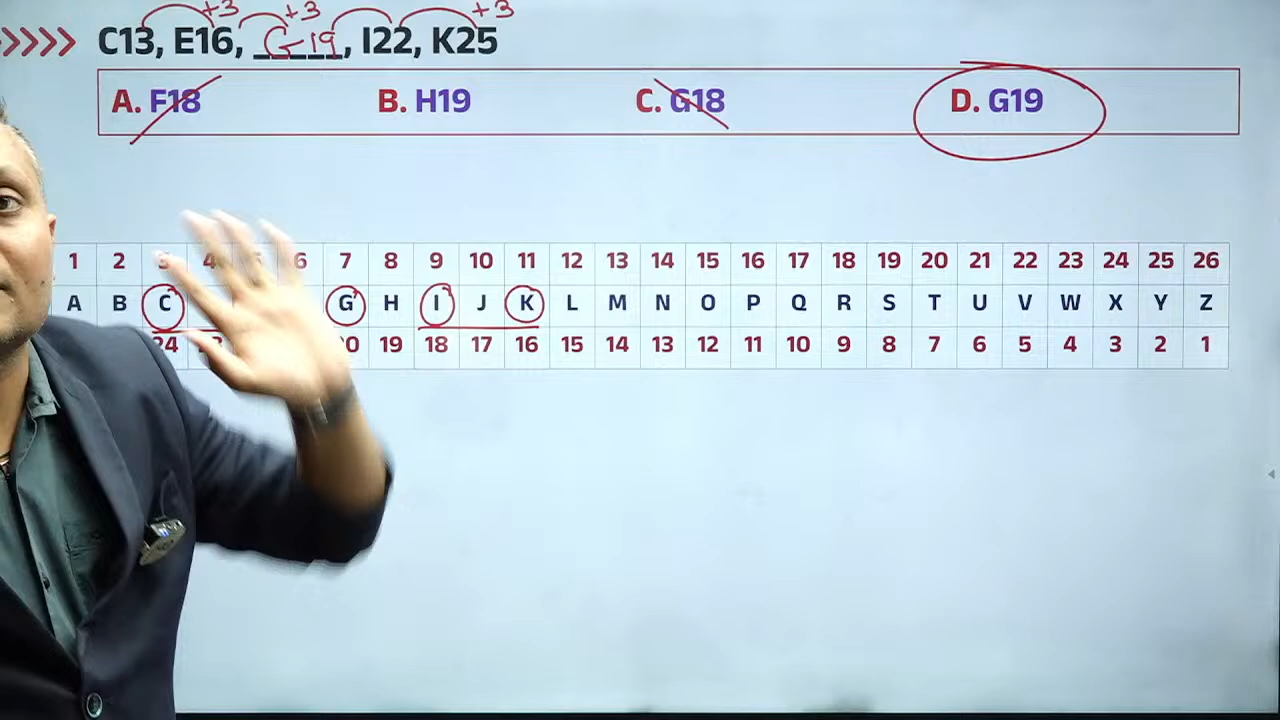 +3 +3 +3
>>>>> C13, E16, G19, I22, K25
A. F18 B. H19 C. G18 D. G19
1 2 3 4 5 6 7 8 9 10 11 12 13 14 15 16 17 18 19 20 21 22 23 24 25 26
A B C G H I J K L M N O P Q R S T U V W X Y Z
24 19 18 17 16 15 14 13 12 11 10 9 8 7 6 5 4 3 2 1